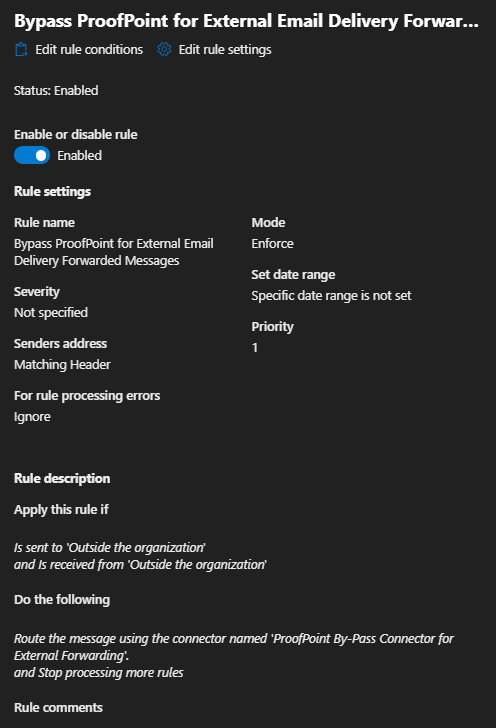 Bypass ProofPoint for External Email Delivery Forwar...
Edit rule conditions Edit rule settings
Status: Enabled
Enable or disable rule
Enabled
Rule settings
Rule name
Bypass ProofPoint for External Email
Delivery Forwarded Messages
Severity
Not specified
Senders address
Matching Header
For rule processing errors
Ignore
Mode
Enforce
Set date range
Specific date range is not set
Priority
1
Rule description
Apply this rule if
Is sent to 'Outside the organization'
and Is received from 'Outside the organization'
Do the following
Route the message using the connector named 'ProofPoint By-Pass Connector for
External Forwarding'.
and Stop processing more rules
Rule comments